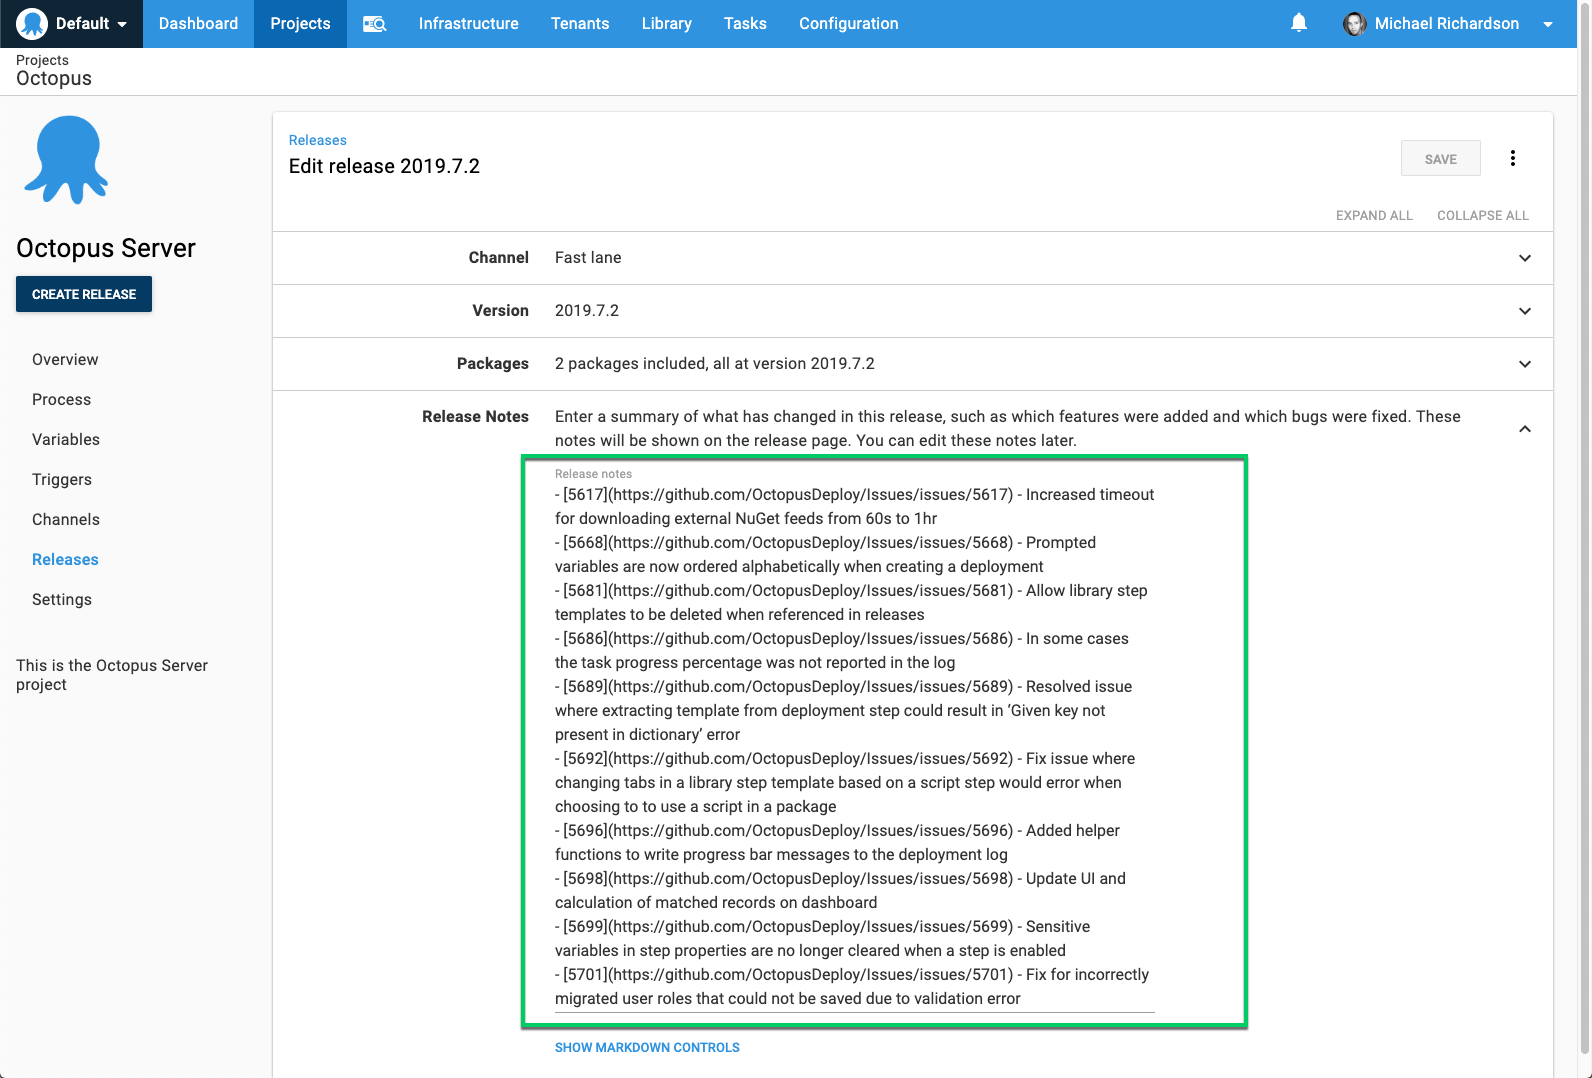 Default
Dashboard
Projects
Infrastructure
Tenants
Library
Tasks
Configuration
Michael Richardson
Projects
Octopus
Octopus Server
CREATE RELEASE
Overview
Process
Variables
Triggers
Channels
Releases
Settings
This is the Octopus Server
project
Releases
Edit release 2019.7.2
SAVE
EXPAND ALL
COLLAPSE ALL
Channel
Fast lane
Version
2019.7.2
Packages
2 packages included, all at version 2019.7.2
Release Notes
Enter a summary of what has changed in this release, such as which features were added and which bugs were fixed. These
notes will be shown on the release page. You can edit these notes later.
Release notes
- [5617](https://github.com/OctopusDeploy/Issues/issues/5617) - Increased timeout
for downloading external NuGet feeds from 60s to 1hr
- [5668](https://github.com/OctopusDeploy/Issues/issues/5668) - Prompted
variables are now ordered alphabetically when creating a deployment
- [5681](https://github.com/OctopusDeploy/Issues/issues/5681) - Allow library step
templates to be deleted when referenced in releases
- [5686](https://github.com/OctopusDeploy/Issues/issues/5686) - In some cases
the task progress percentage was not reported in the log
- [5689](https://github.com/OctopusDeploy/Issues/issues/5689) - Resolved issue
where extracting template from deployment step could result in ‘Given key not
present in dictionary’ error
- [5692](https://github.com/OctopusDeploy/Issues/issues/5692) - Fix issue where
changing tabs in a library step template based on a script step would error when
choosing to to use a script in a package
- [5696](https://github.com/OctopusDeploy/Issues/issues/5696) - Added helper
functions to write progress bar messages to the deployment log
- [5698](https://github.com/OctopusDeploy/Issues/issues/5698) - Update UI and
calculation of matched records on dashboard
- [5699](https://github.com/OctopusDeploy/Issues/issues/5699) - Sensitive
variables in step properties are no longer cleared when a step is enabled
- [5701](https://github.com/OctopusDeploy/Issues/issues/5701) - Fix for incorrectly
migrated user roles that could not be saved due to validation error
SHOW MARKDOWN CONTROLS